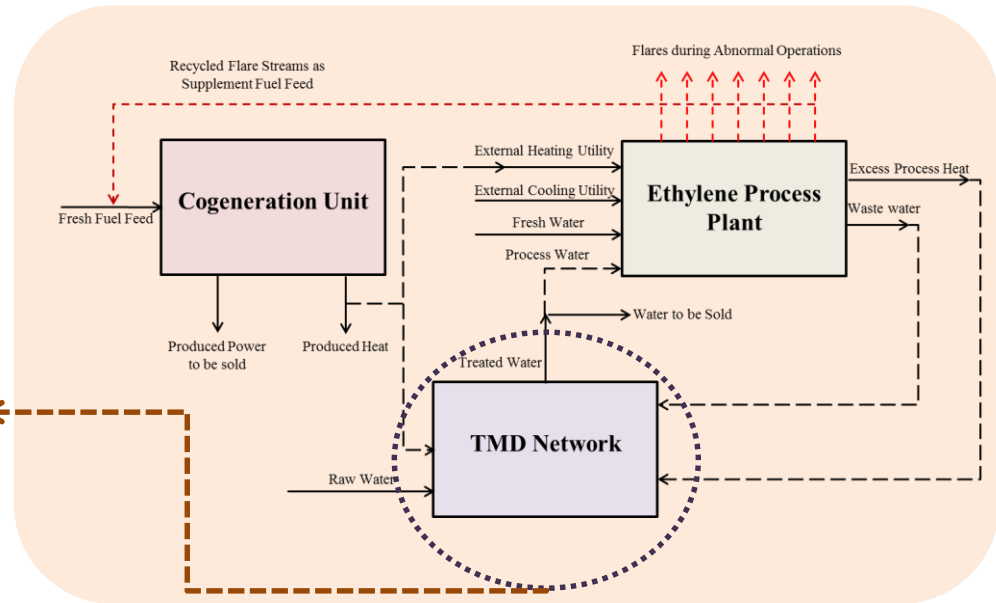 Flares during Abnormal Operations
Recycled Flare Streams as
Supplement Fuel Feed
External Heating Utility
Excess Process Heat
Cogeneration Unit
External Cooling Utility
Ethylene Process
Plant
Fresh Fuel Feed
Waste water
Fresh Water
Process Water
Water to be Sold
Produced Power
to be sold
Produced Heat
Treated Water
TMD Network
Raw Water